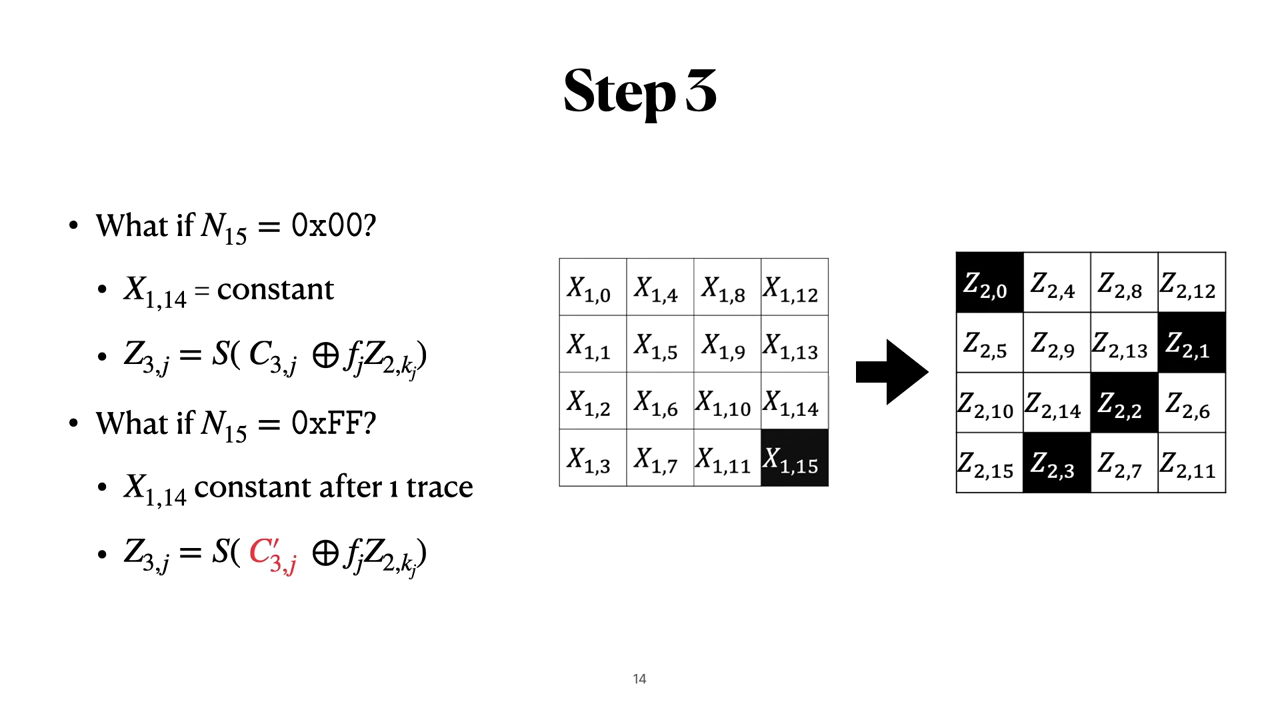 Step 3
• What if N₁₅ = 0x00?
• X₁,₁₄ = constant
• Z₃,ⱼ = S( C₃,ⱼ ⊕ fⱼZ₂,ₖⱼ)
• What if N₁₅ = 0xFF?
• X₁,₁₄ constant after 1 trace
• Z₃,ⱼ = S( C′₃,ⱼ ⊕ fⱼZ₂,ₖⱼ)
X₁,₀ X₁,₄ X₁,₈ X₁,₁₂
X₁,₁ X₁,₅ X₁,₉ X₁,₁₃
X₁,₂ X₁,₆ X₁,₁₀ X₁,₁₄
X₁,₃ X₁,₇ X₁,₁₁ X₁,₁₅
Z₂,₀ Z₂,₄ Z₂,₈ Z₂,₁₂
Z₂,₅ Z₂,₉ Z₂,₁₃ Z₂,₁
Z₂,₁₀ Z₂,₁₄ Z₂,₂ Z₂,₆
Z₂,₁₅ Z₂,₃ Z₂,₇ Z₂,₁₁
14